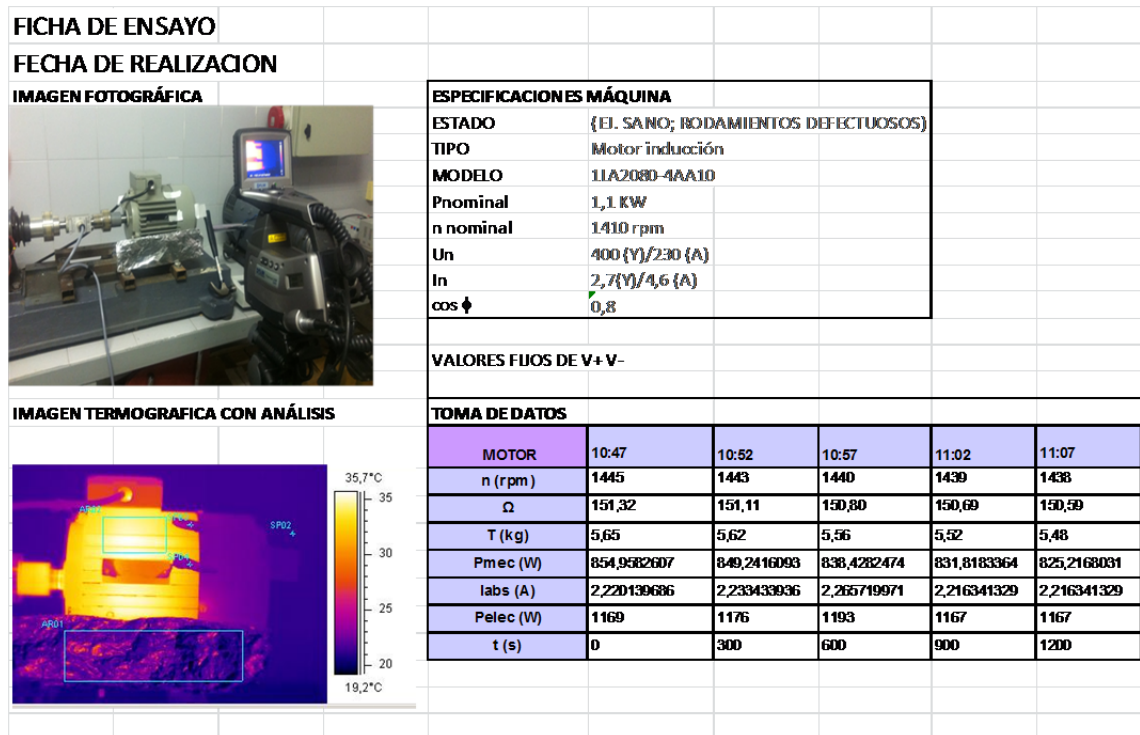 FICHA DE ENSAYO
FECHA DE REALIZACION
IMAGEN FOTOGRÁFICA
ESPECIFICACIONES MÁQUINA
ESTADO (EJ. SANO; RODAMIENTOS DEFECTUOSOS)
TIPO Motor inducción
MODELO 1LA2080-4AA10
Pnominal 1,1 KW
n nominal 1410 rpm
Un 400 (Y)/230 (A)
In 2,7(Y)/4,6 (A)
cos ϕ 0,8
VALORES FIJOS DE V+ V-
IMAGEN TERMOGRAFICA CON ANÁLISIS
35,7°C
35
30
25
20
19,2°C
SP02
AR01
TOMA DE DATOS
MOTOR 10:47 10:52 10:57 11:02 11:07
n (rpm) 1445 1443 1440 1439 1438
Ω 151,32 151,11 150,80 150,69 150,59
T (kg) 5,65 5,62 5,56 5,52 5,48
Pmec (W) 854,9582607 849,2416093 838,4282474 831,8183364 825,2168031
Iabs (A) 2,220139686 2,233433936 2,265719971 2,216341329 2,216341329
Pelec (W) 1169 1176 1193 1167 1167
t (s) 0 300 600 900 1200